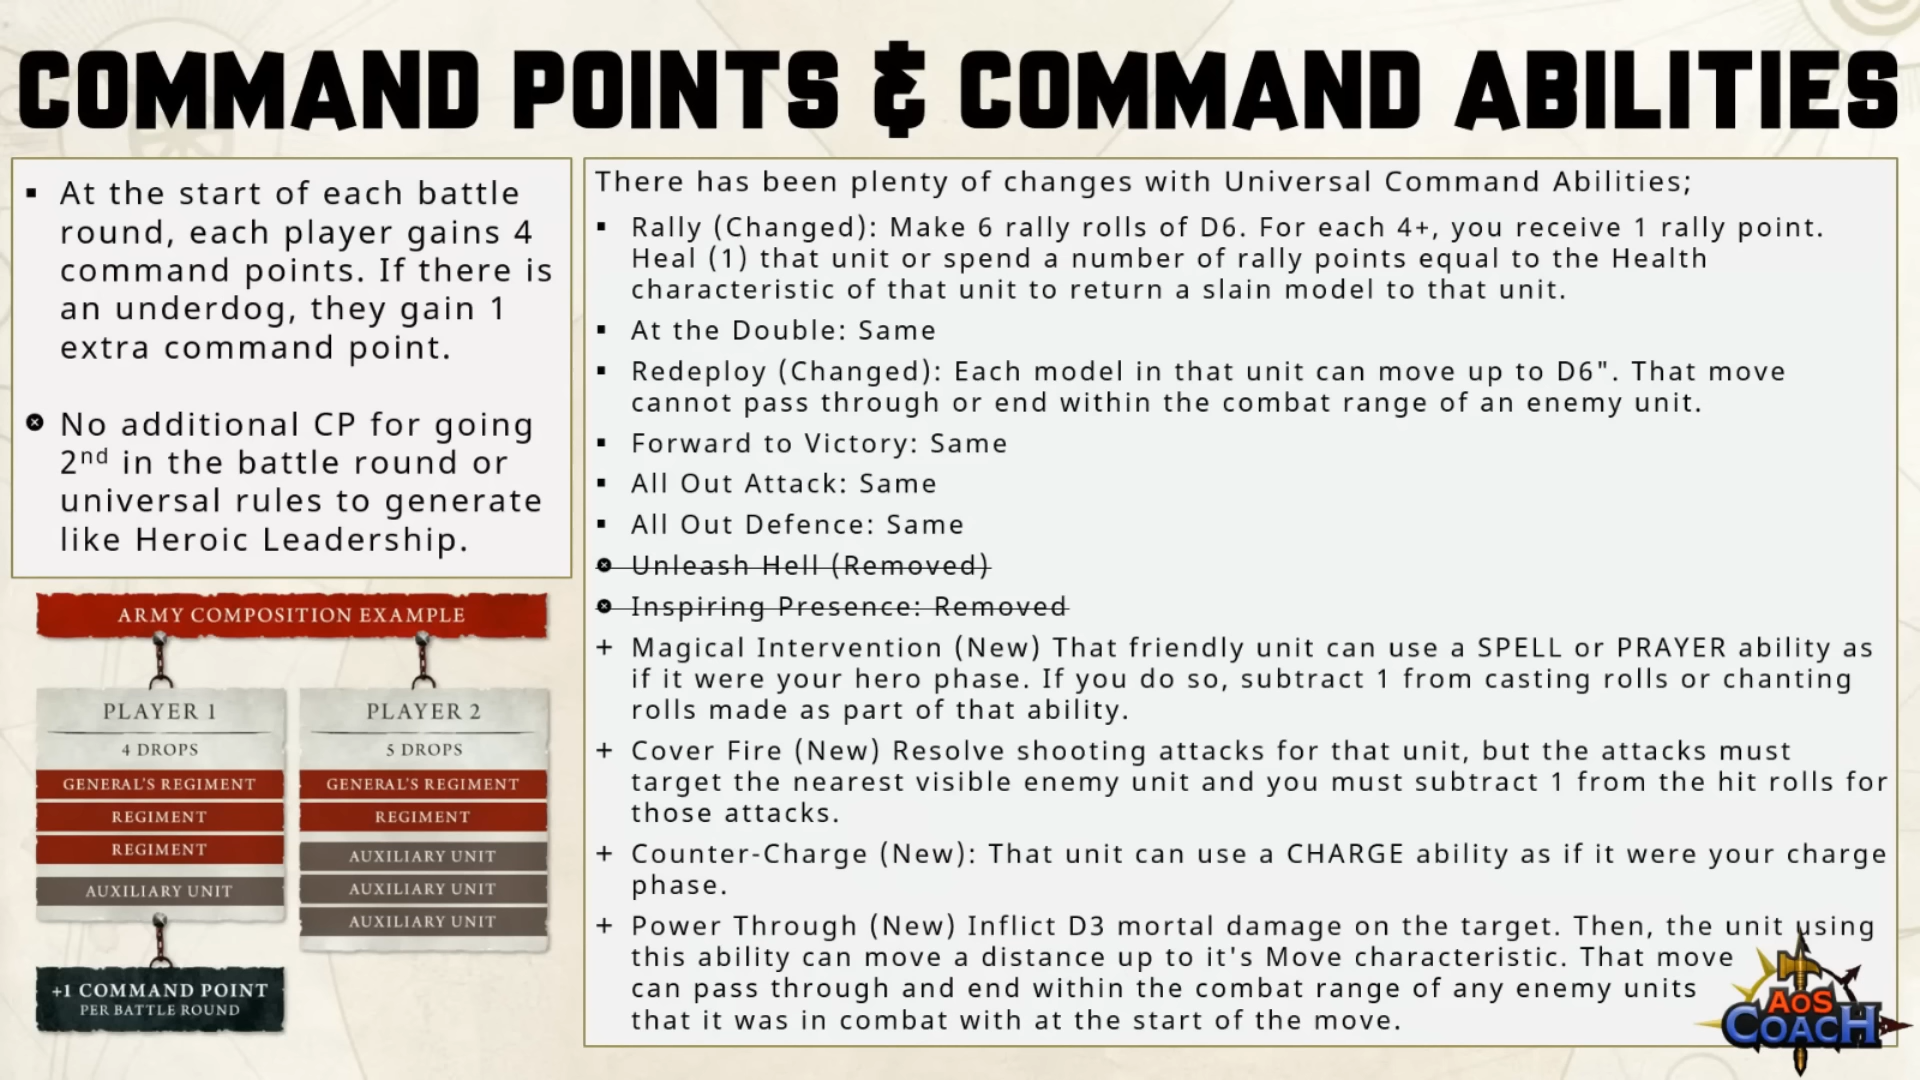 COMMAND POINTS & COMMAND ABILITIES
▪ At the start of each battle
round, each player gains 4
command points. If there is
an underdog, they gain 1
extra command point.
No additional CP for going
2nd in the battle round or
universal rules to generate
like Heroic Leadership.
ARMY COMPOSITION EXAMPLE
PLAYER 1
4 DROPS
GENERAL'S REGIMENT
REGIMENT
REGIMENT
AUXILIARY UNIT
+1 COMMAND POINT
PER BATTLE ROUND
PLAYER 2
5 DROPS
GENERAL'S REGIMENT
REGIMENT
AUXILIARY UNIT
AUXILIARY UNIT
AUXILIARY UNIT
There has been plenty of changes with Universal Command Abilities;
▪ Rally (Changed): Make 6 rally rolls of D6. For each 4+, you receive 1 rally point.
Heal (1) that unit or spend a number of rally points equal to the Health
characteristic of that unit to return a slain model to that unit.
▪ At the Double: Same
▪ Redeploy (Changed): Each model in that unit can move up to D6". That move
cannot pass through or end within the combat range of an enemy unit.
▪ Forward to Victory: Same
▪ All Out Attack: Same
▪ All Out Defence: Same
Unleash Hell (Removed)
Inspiring Presence: Removed
+ Magical Intervention (New) That friendly unit can use a SPELL or PRAYER ability as
if it were your hero phase. If you do so, subtract 1 from casting rolls or chanting
rolls made as part of that ability.
+ Cover Fire (New) Resolve shooting attacks for that unit, but the attacks must
target the nearest visible enemy unit and you must subtract 1 from the hit rolls for
those attacks.
+ Counter-Charge (New): That unit can use a CHARGE ability as if it were your charge
phase.
+ Power Through (New) Inflict D3 mortal damage on the target. Then, the unit using
this ability can move a distance up to it's Move characteristic. That move
can pass through and end within the combat range of any enemy units
that it was in combat with at the start of the move.
AOS
COACH